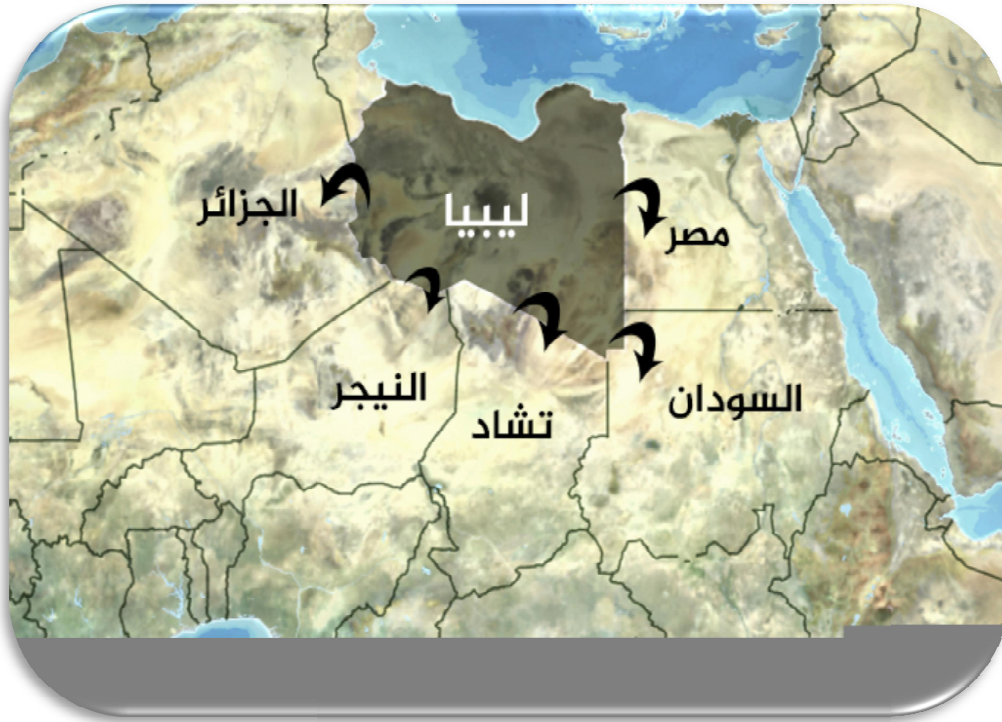 ليبيا
الجزائر
مصر
النيجر
تشاد
السودان